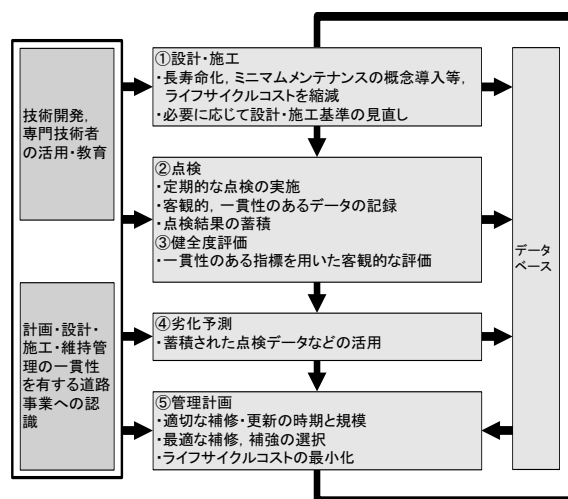 技術開発，
専門技術者
の活用・教育
計画・設計・
施工・維持管
理の一貫性
を有する道路
事業への認
識
①設計・施工
・長寿命化，ミニマムメンテナンスの概念導入等，
ライフサイクルコストを縮減
・必要に応じて設計・施工基準の見直し
②点検
・定期的な点検の実施
・客観的，一貫性のあるデータの記録
・点検結果の蓄積
③健全度評価
・一貫性のある指標を用いた客観的な評価
④劣化予測
・蓄積された点検データなどの活用
⑤管理計画
・適切な補修・更新の時期と規模
・最適な補修，補強の選択
・ライフサイクルコストの最小化
データ
ベース